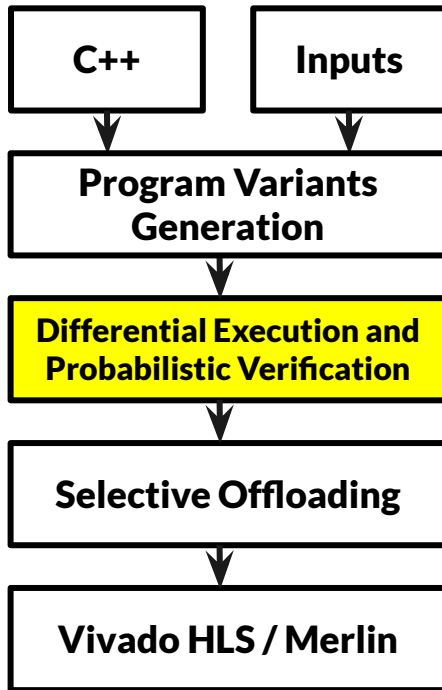 C++
Inputs
Program Variants
Generation
Differential Execution and
Probabilistic Verification
Selective Offloading
Vivado HLS / Merlin